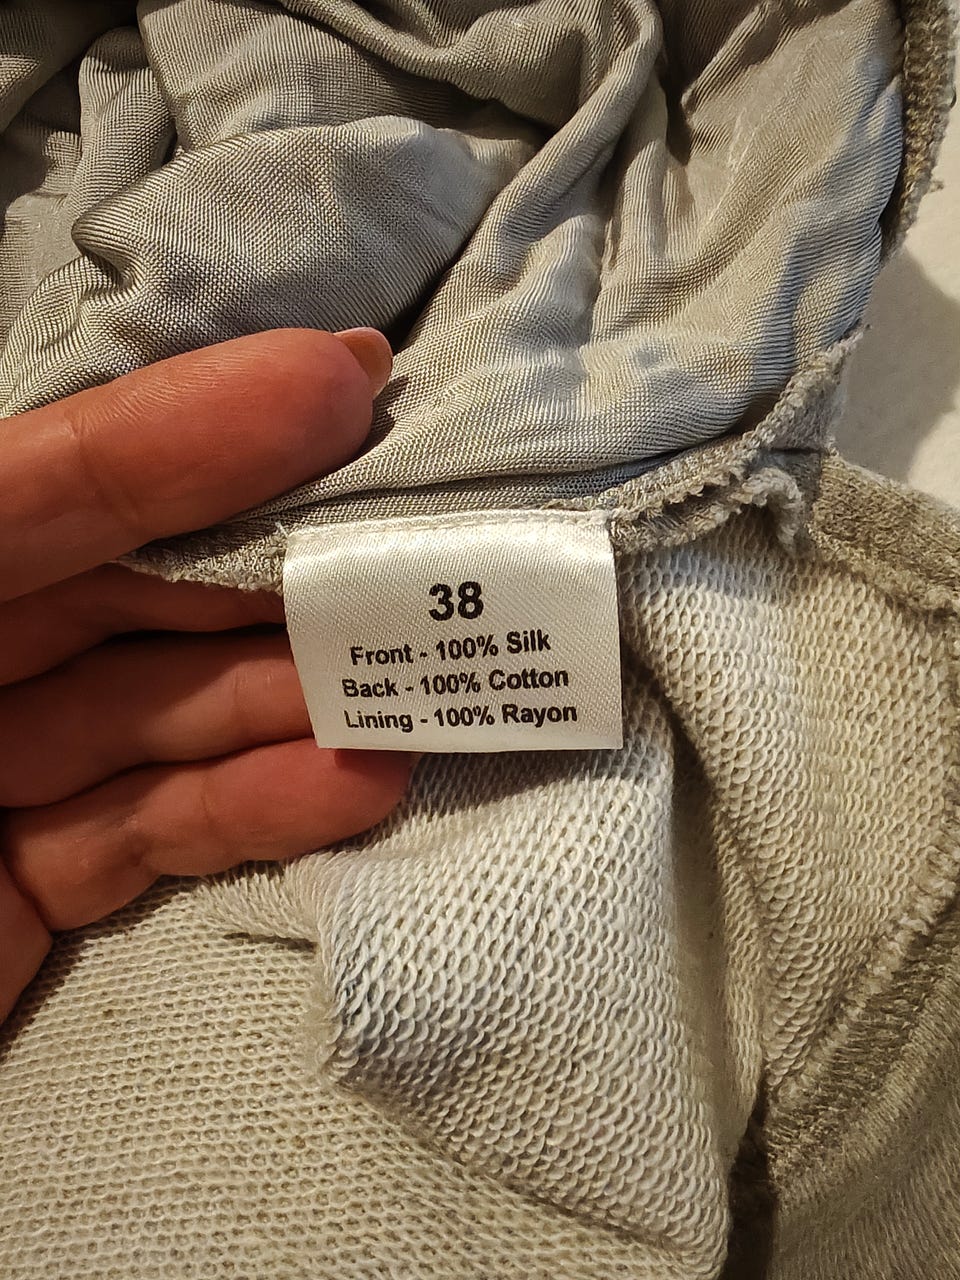 38
Front - 100% Silk
Back - 100% Cotton
Lining - 100% Rayon